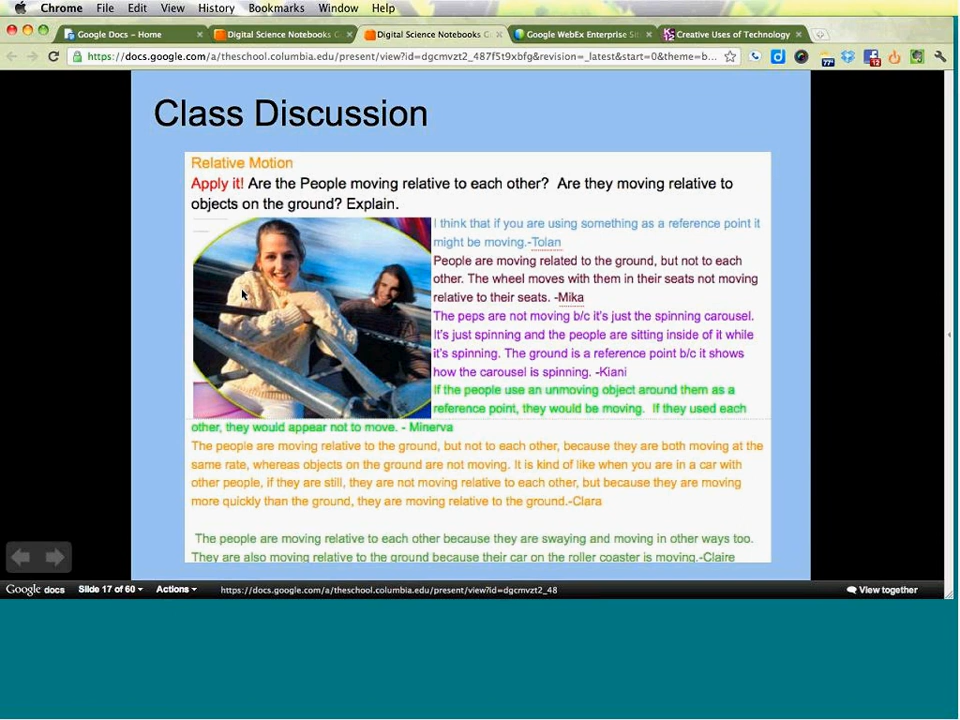 Chrome File Edit View History Bookmarks Window Help
Google Docs – Home Digital Science Notebooks Digital Science Notebooks Google WebEx Enterprise Creative Uses of Technology
https://docs.google.com/a/theschool.columbia.edu/present/view?id=dgcmvzt2_487f5t9xbfg&revision=_latest&start=0&theme=b...
77° 12
Class Discussion
Relative Motion
Apply it! Are the People moving relative to each other? Are they moving relative to
objects on the ground? Explain.
I think that if you are using something as a reference point it
might be moving.-Tolan
People are moving related to the ground, but not to each
other. The wheel moves with them in their seats not moving
relative to their seats. -Mika
The peps are not moving b/c it's just the spinning carousel.
It's just spinning and the people are sitting inside of it while
it's spinning. The ground is a reference point b/c it shows
how the carousel is spinning. -Kiani
If the people use an unmoving object around them as a
reference point, they would be moving. If they used each
other, they would appear not to move. - Minerva
The people are moving relative to the ground, but not to each other, because they are both moving at the
same rate, whereas objects on the ground are not moving. It is kind of like when you are in a car with
other people, if they are still, they are not moving relative to each other, but because they are moving
more quickly than the ground, they are moving relative to the ground.-Clara
The people are moving relative to each other because they are swaying and moving in other ways too.
They are also moving relative to the ground because their car on the roller coaster is moving.-Claire
Google docs Slide 17 of 60 Actions https://docs.google.com/a/theschool.columbia.edu/present/view?id=dgcmvzt2_48 View together